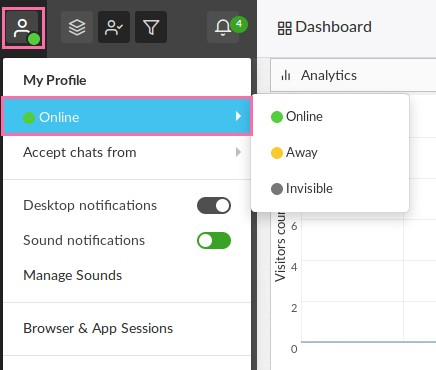 4
Dashboard
My Profile
Analytics
Online
Online
Accept chats from
Away
Invisible
Desktop notifications
Visitors cou
6
Sound notifications
4
Manage Sounds
2
Browser & App Sessions
0